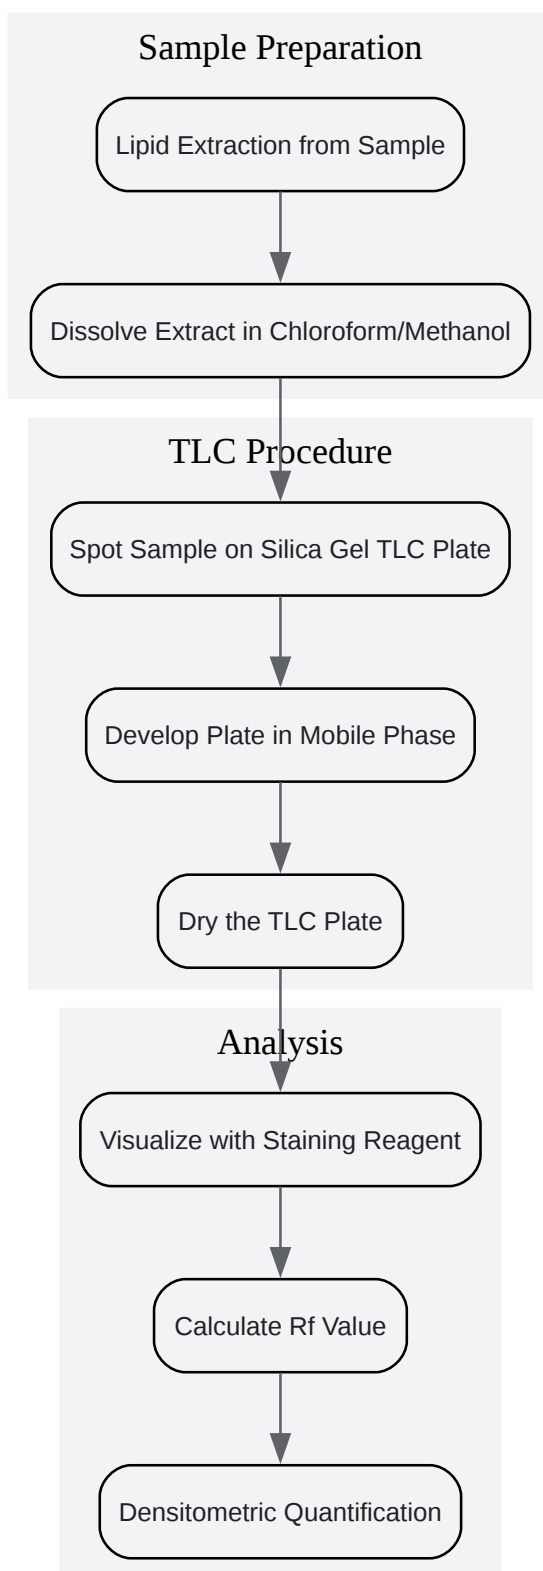 Sample Preparation
Lipid Extraction from Sample
Dissolve Extract in Chloroform/Methanol
TLC Procedure
Spot Sample on Silica Gel TLC Plate
Develop Plate in Mobile Phase
Dry the TLC Plate
Analysis
Visualize with Staining Reagent
Calculate Rf Value
Densitometric Quantification